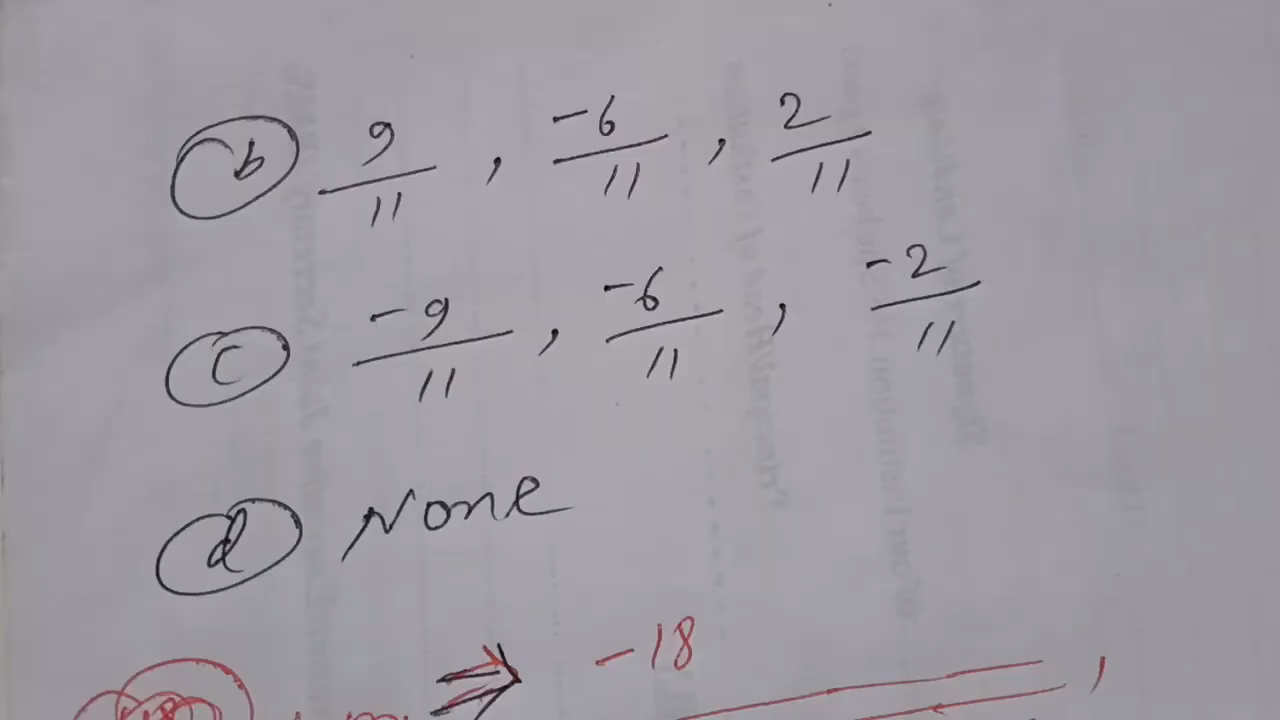 b 9/11 , -6/11 , 2/11
c -9/11 , -6/11 , -2/11
d None
⇒ -18 ,